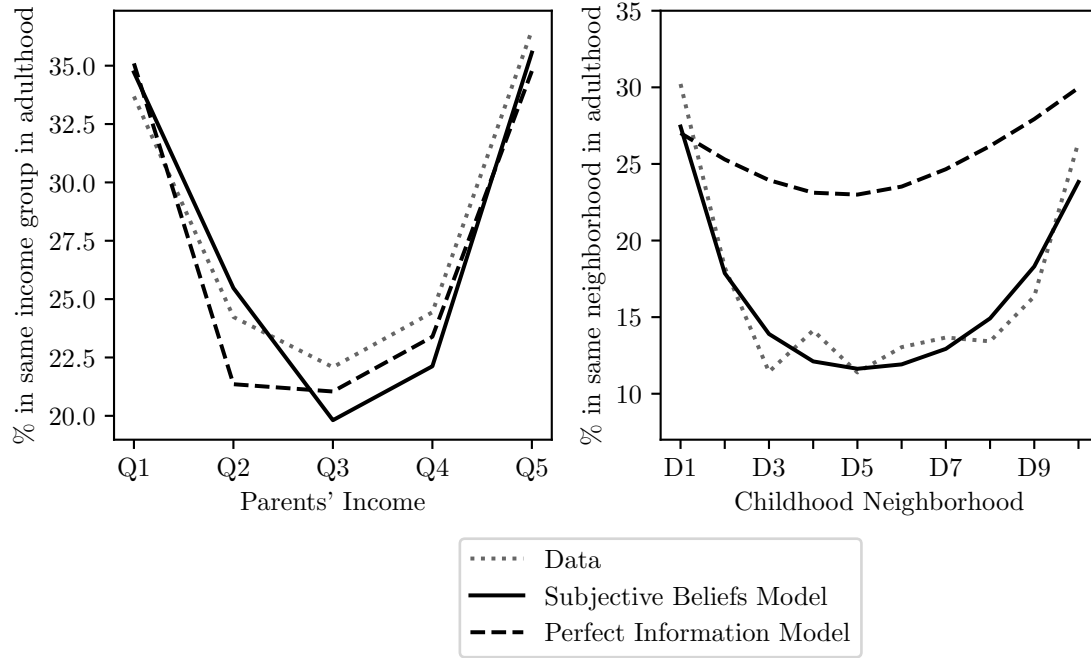 % in same income group in adulthood
35.0
32.5
30.0
27.5
25.0
22.5
20.0
Q1 Q2 Q3 Q4 Q5
Parents' Income
% in same neighborhood in adulthood
35
30
25
20
15
10
D1 D3 D5 D7 D9
Childhood Neighborhood
Data
Subjective Beliefs Model
Perfect Information Model